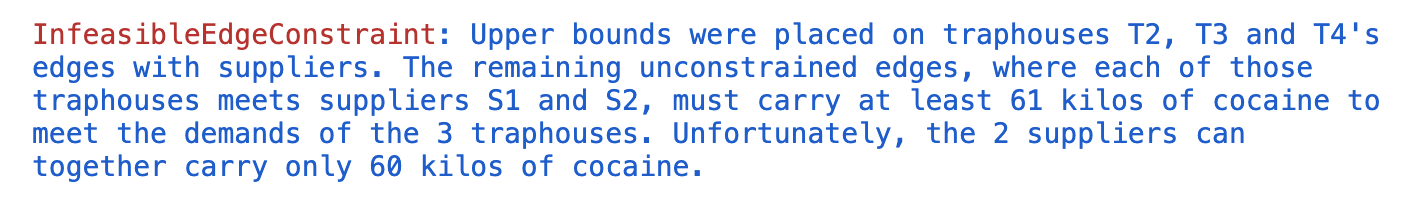 InfeasibleEdgeConstraint: Upper bounds were placed on traphouses T2, T3 and T4's
edges with suppliers. The remaining unconstrained edges, where each of those
traphouses meets suppliers S1 and S2, must carry at least 61 kilos of cocaine to
meet the demands of the 3 traphouses. Unfortunately, the 2 suppliers can
together carry only 60 kilos of cocaine.